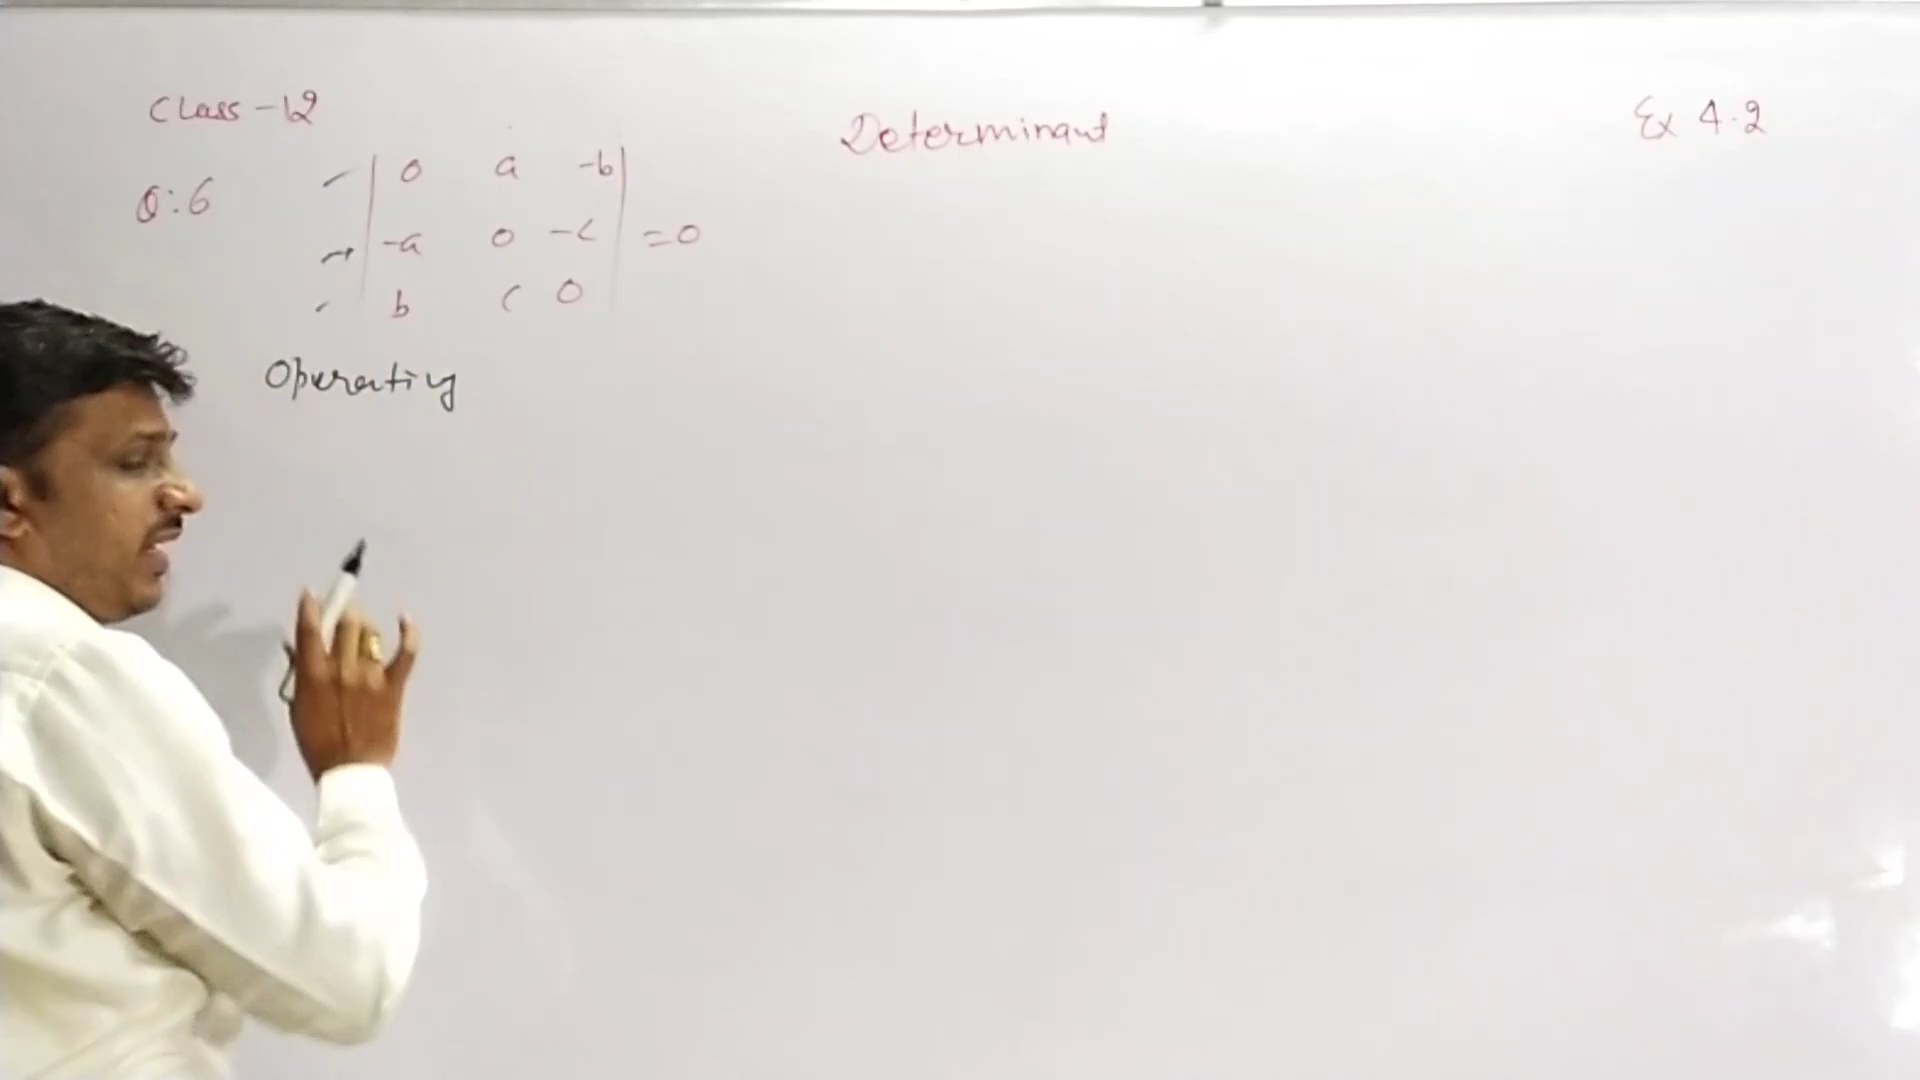 Class-12
Determinant
Ex 4.2
Q:6
| 0 a -b |
| -a 0 -c | =0
| b c 0 |
Operating